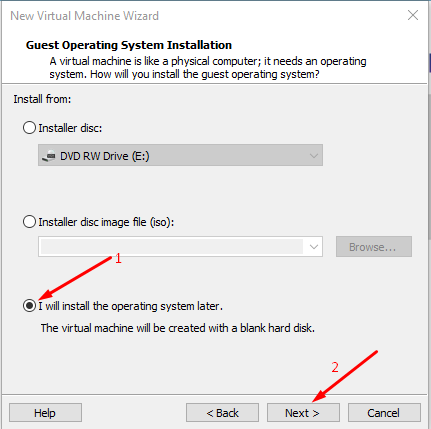 New Virtual Machine Wizard
Guest Operating System Installation
A virtual machine is like a physical computer; it needs an operating
system. How will you install the guest operating system?
Install from:
Installer disc:
DVD RW Drive (E:)
Installer disc image file (iso):
Browse...
1
I will install the operating system later.
The virtual machine will be created with a blank hard disk.
2
Help
< Back
Next >
Cancel